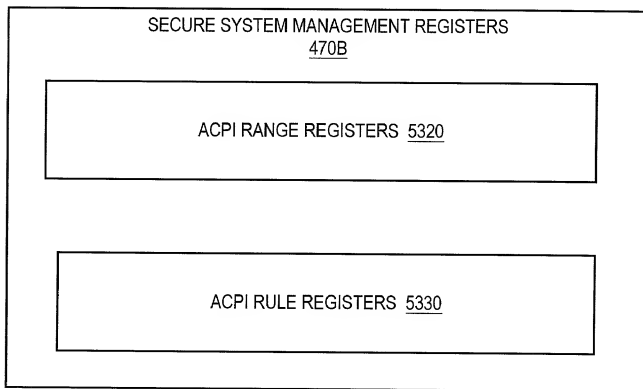 SECURE SYSTEM MANAGEMENT REGISTERS
470B
ACPI RANGE REGISTERS 5320
ACPI RULE REGISTERS 5330